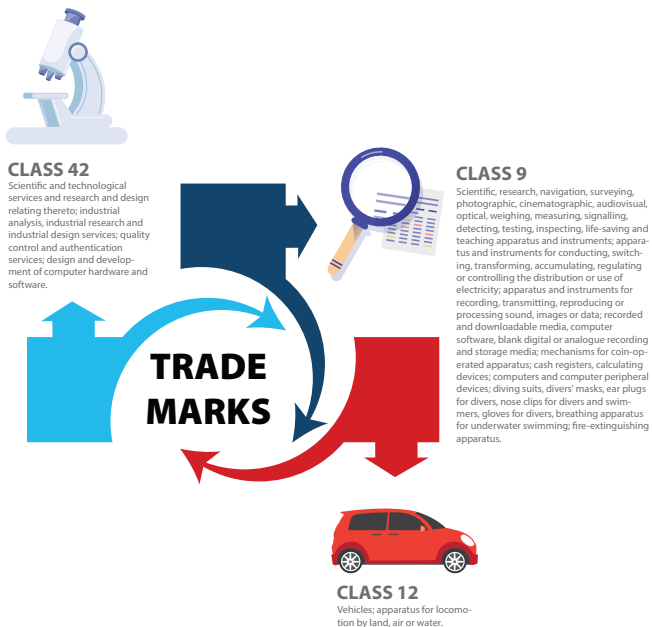 CLASS 42
Scientific and technological
services and research and design
relating thereto; industrial
analysis, industrial research and
industrial design services; quality
control and authentication
services; design and develop-
ment of computer hardware and
software.
CLASS 9
Scientific, research, navigation, surveying,
photographic, cinematographic, audiovisual,
optical, weighing, measuring, signalling,
detecting, testing, inspecting, life-saving and
teaching apparatus and instruments; appara-
tus and instruments for conducting, switch-
ing, transforming, accumulating, regulating
or controlling the distribution or use of
electricity; apparatus and instruments for
recording, transmitting, reproducing or
processing sound, images or data; recorded
and downloadable media, computer
software, blank digital or analogue recording
and storage media; mechanisms for coin-op-
erated apparatus; cash registers, calculating
devices; computers and computer peripheral
devices; diving suits, divers' masks, ear plugs
for divers, nose clips for divers and swim-
mers, gloves for divers, breathing apparatus
for underwater swimming; fire-extinguishing
apparatus.
TRADE
MARKS
CLASS 12
Vehicles; apparatus for locomo-
tion by land, air or water.